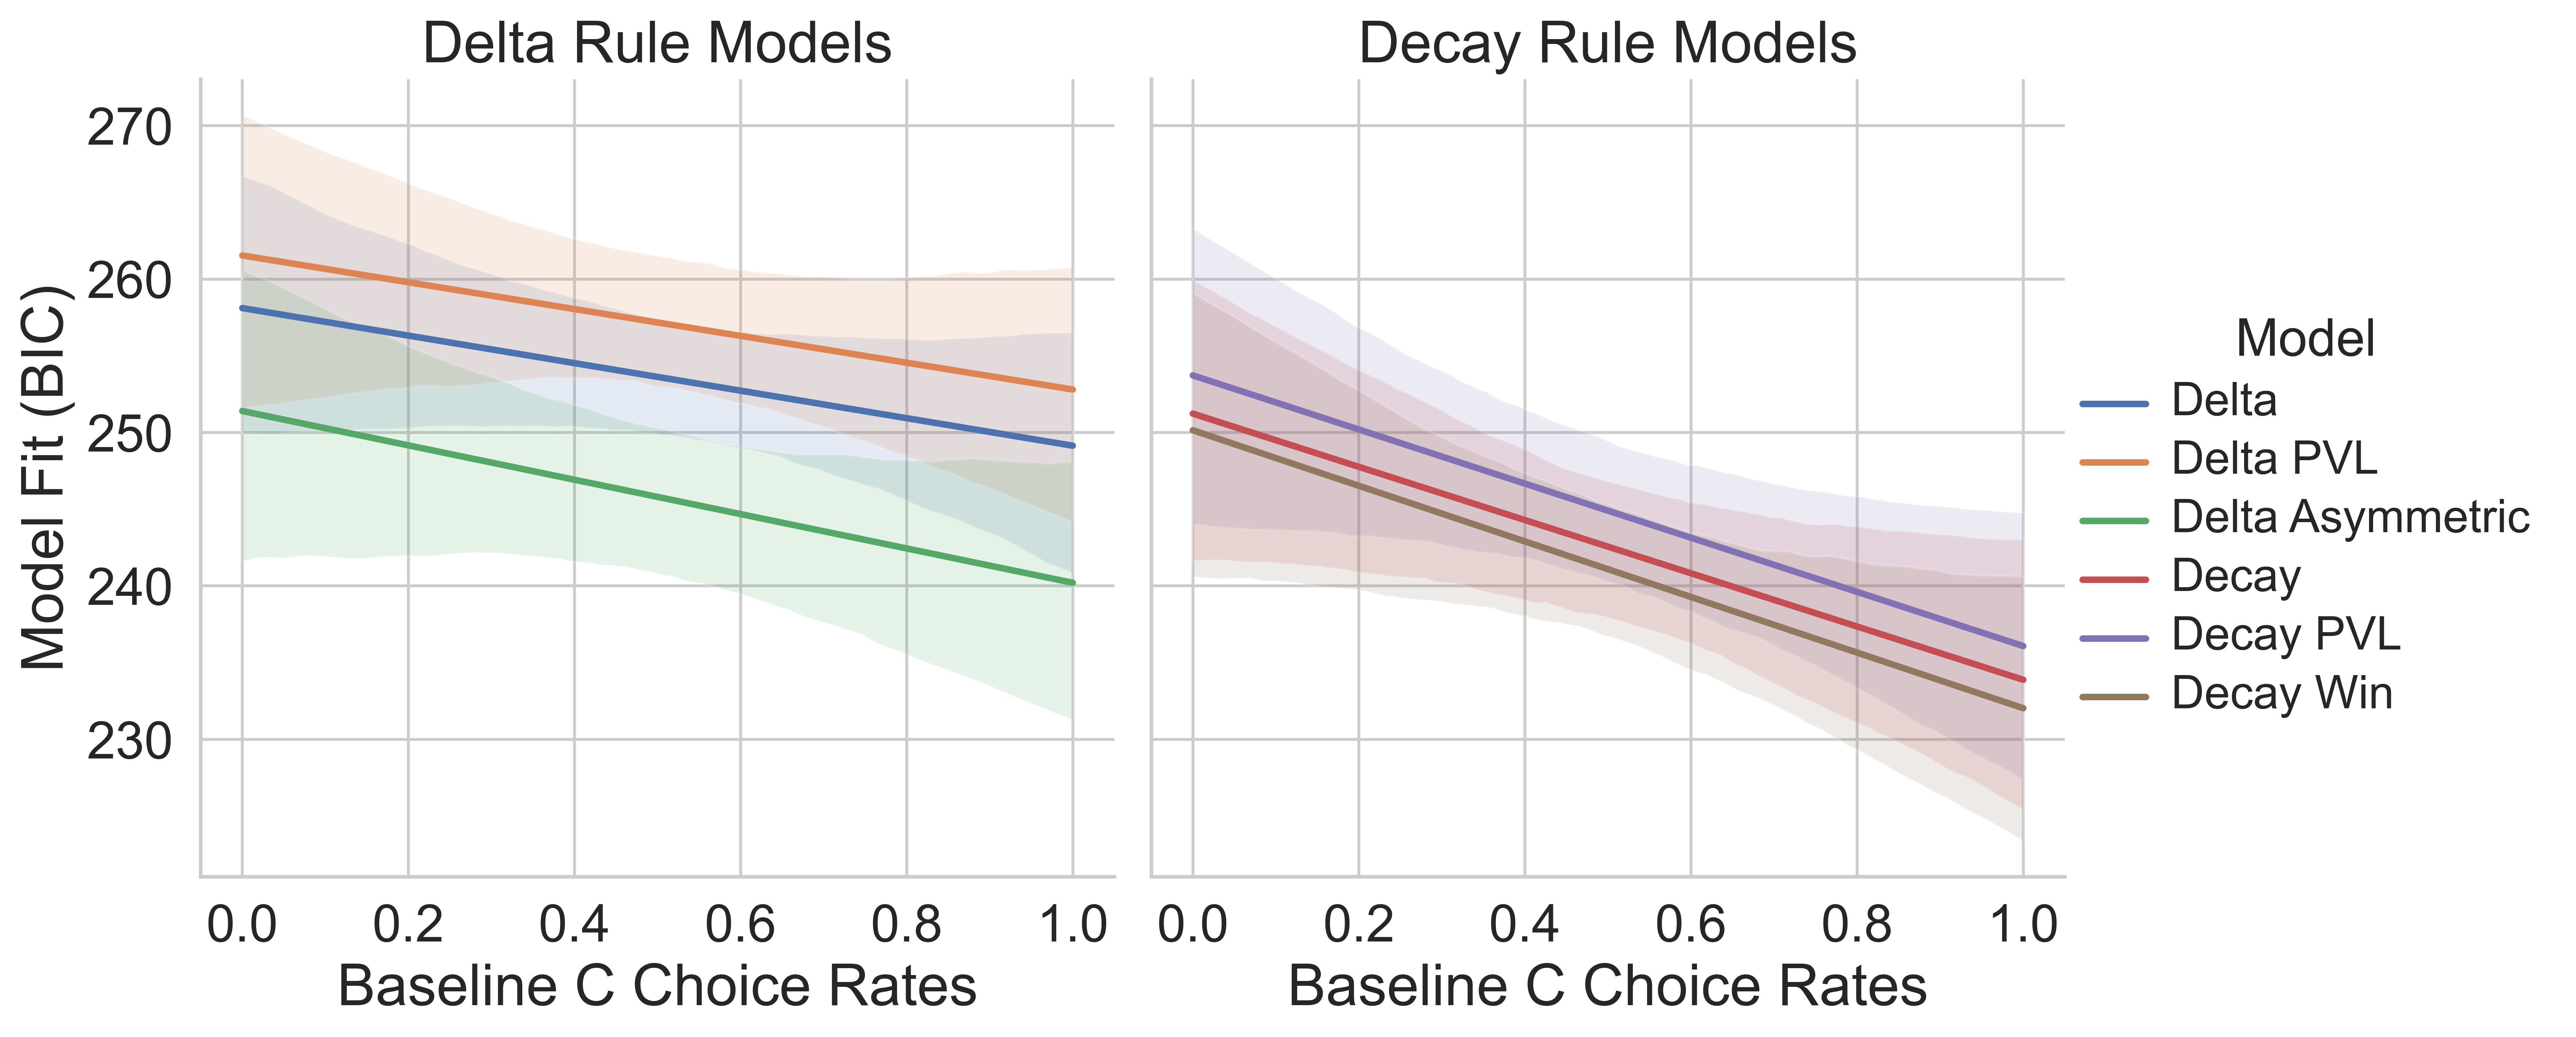 Delta Rule Models
Decay Rule Models
Model Fit (BIC)
270
260
250
240
230
0.0 0.2 0.4 0.6 0.8 1.0
0.0 0.2 0.4 0.6 0.8 1.0
Baseline C Choice Rates
Baseline C Choice Rates
Model
Delta
Delta PVL
Delta Asymmetric
Decay
Decay PVL
Decay Win